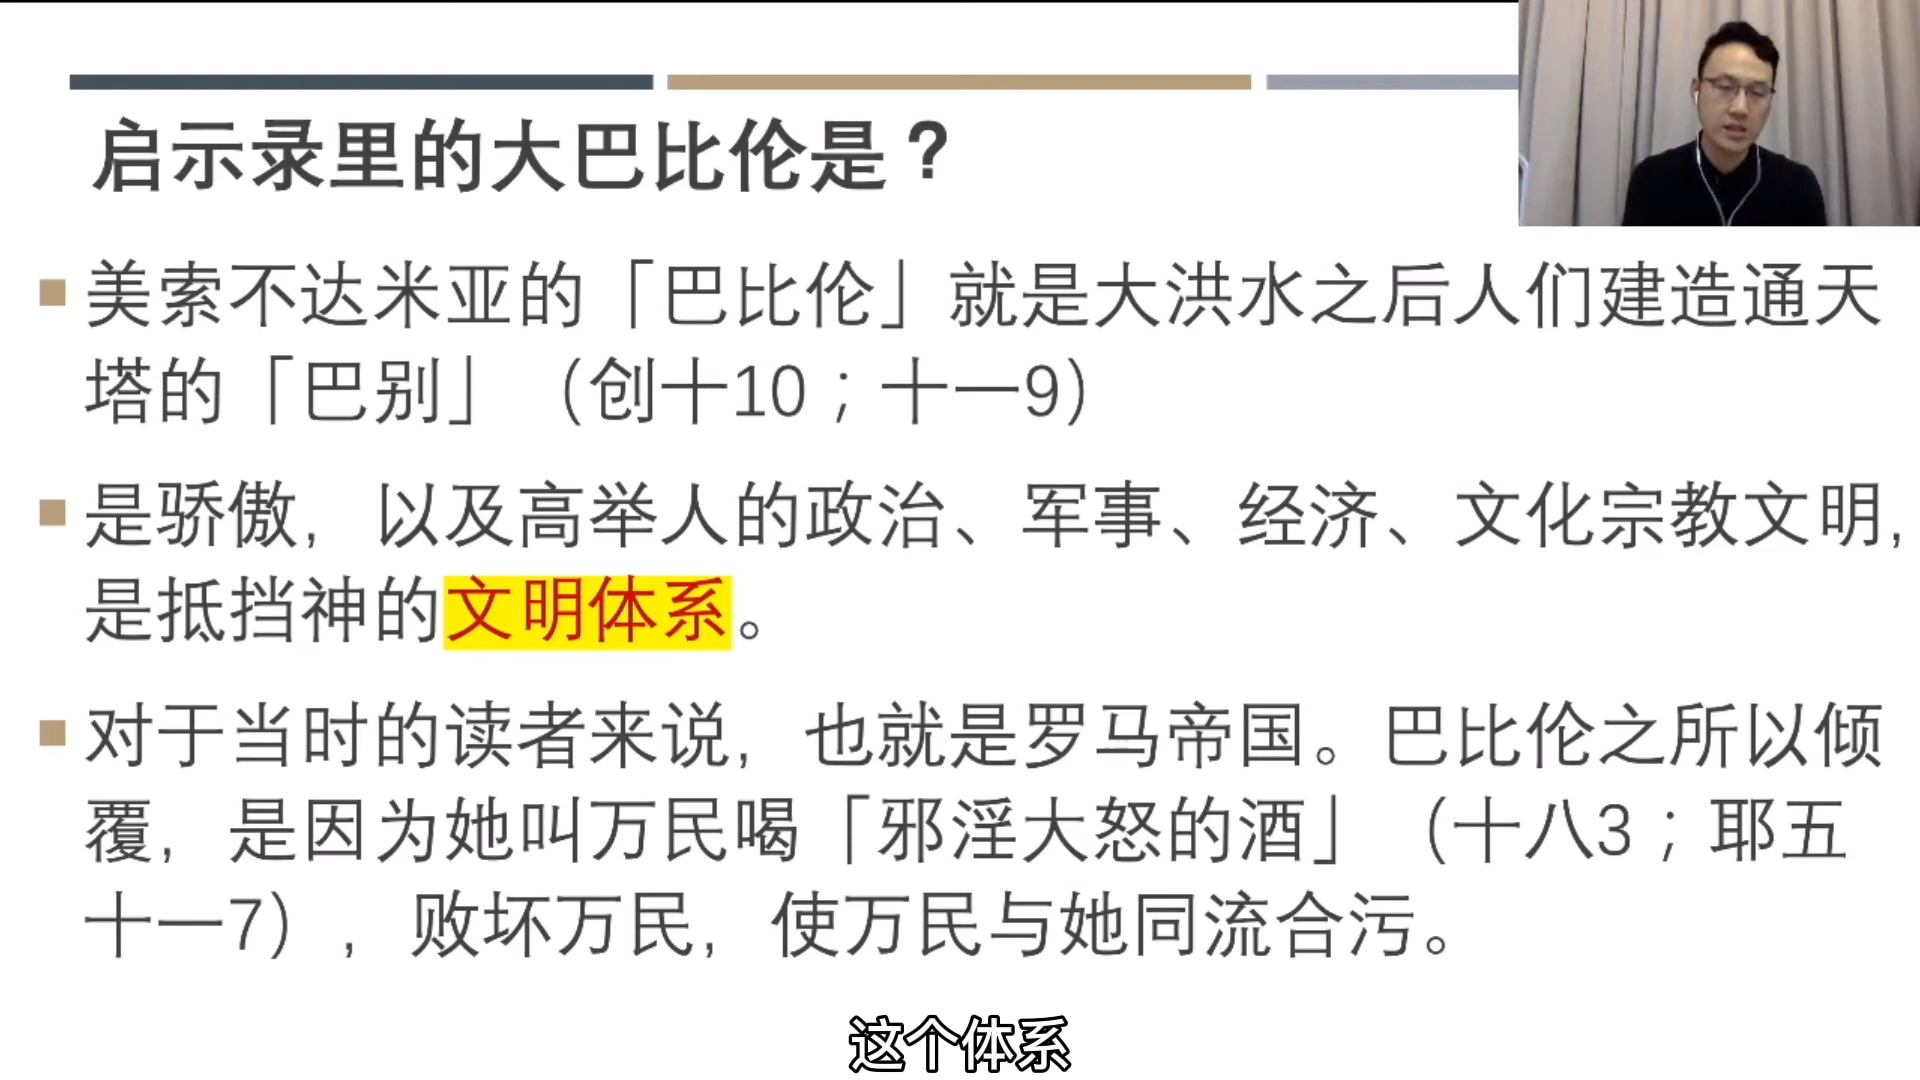 启示录里的大巴比伦是？
美索不达米亚的「巴比伦」就是大洪水之后人们建造通天
塔的「巴别」（创十10；十一9）
是骄傲，以及高举人的政治、军事、经济、文化宗教文明，
是抵挡神的文明体系。
对于当时的读者来说，也就是罗马帝国。巴比伦之所以倾
覆，是因为她叫万民喝「邪淫大怒的酒」（十八3；耶五
十一7），败坏万民，使万民与她同流合污。
这个体系